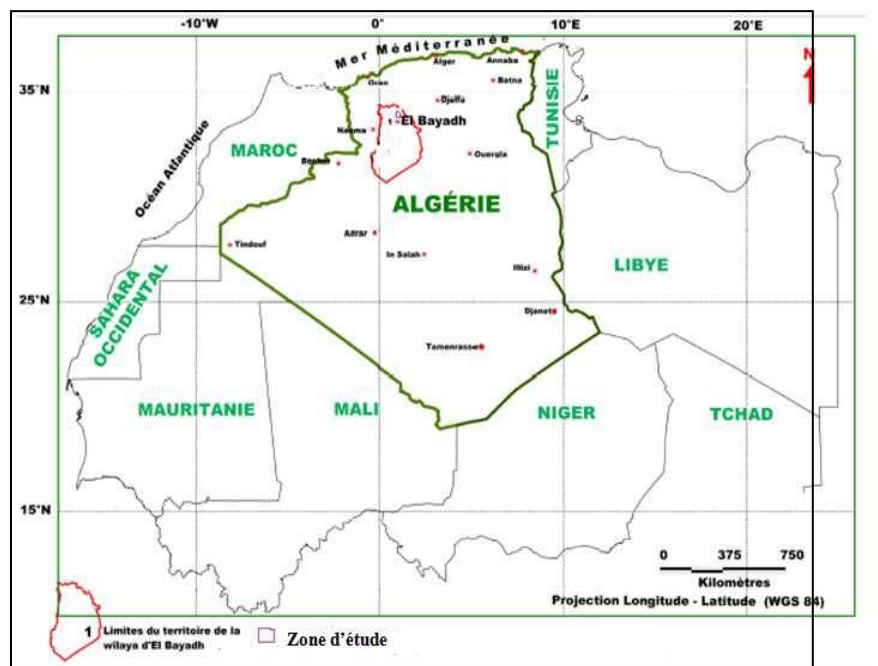 -10°W 0° 10°E 20°E
Mer Méditerranée
N
35°N
Alger
Annaba
Oran
Batna
Djelfa
TUNISIE
1 El Bayadh
Naama
MAROC
Océan Atlantique
Bechar
Ouergla
ALGÉRIE
Adrar
Tindouf
In Salah
Illizi
LIBYE
SAHARA
OCCIDENTAL
25°N
Djanet
Tamenrasset
MAURITANIE
MALI
NIGER
TCHAD
15°N
0 375 750
Kilomètres
Projection Longitude - Latitude (WGS 84)
1 Limites du territoire de la
wilaya d'El Bayadh
Zone d'étude